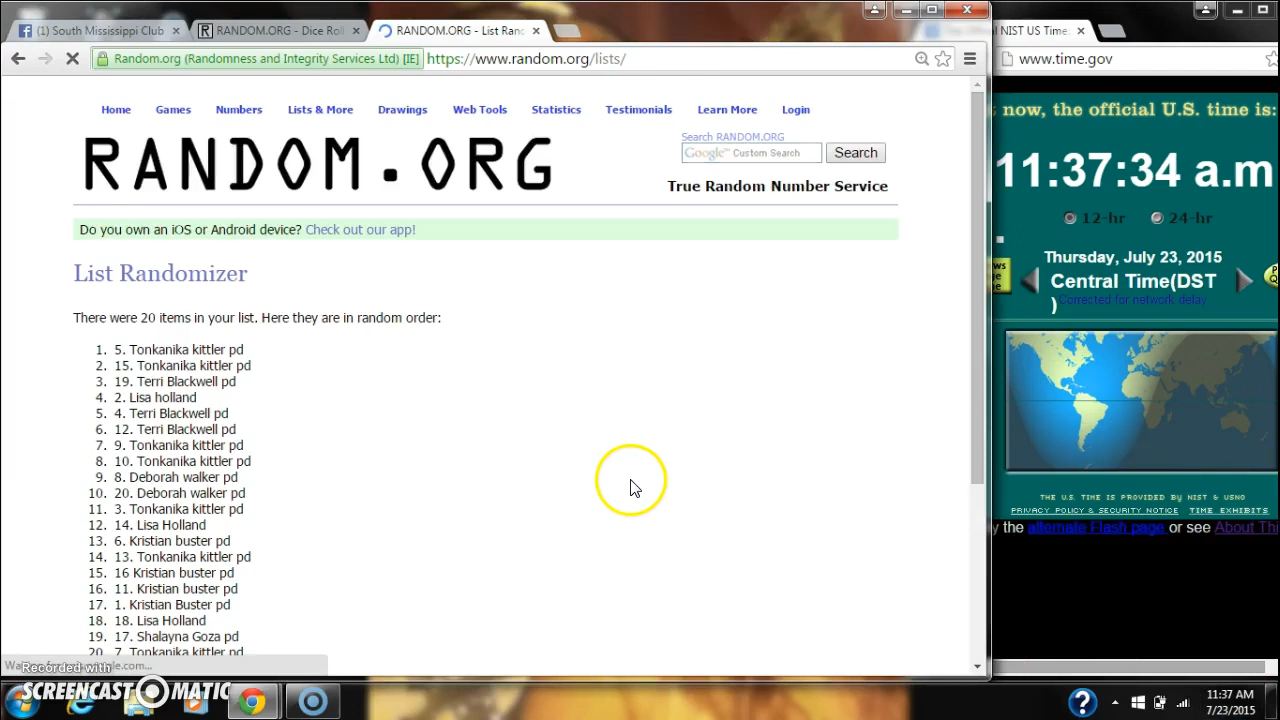 (1) South Mississippi Club
RANDOM.ORG - Dice Roll
RANDOM.ORG - List Ran
NIST US Time:
Random.org (Randomness and Integrity Services Ltd) [IE]
https://www.random.org/lists/
www.time.gov
Home Games Numbers Lists & More Drawings Web Tools Statistics Testimonials Learn More Login
RANDOM.ORG
Search RANDOM.ORG
Google™ Custom Search
Search
True Random Number Service
Do you own an iOS or Android device? Check out our app!
List Randomizer
There were 20 items in your list. Here they are in random order:
1. 5. Tonkanika kittler pd
2. 15. Tonkanika kittler pd
3. 19. Terri Blackwell pd
4. 2. Lisa holland
5. 4. Terri Blackwell pd
6. 12. Terri Blackwell pd
7. 9. Tonkanika kittler pd
8. 10. Tonkanika kittler pd
9. 8. Deborah walker pd
10. 20. Deborah walker pd
11. 3. Tonkanika kittler pd
12. 14. Lisa Holland
13. 6. Kristian buster pd
14. 13. Tonkanika kittler pd
15. 16 Kristian buster pd
16. 11. Kristian buster pd
17. 1. Kristian Buster pd
18. 18. Lisa Holland
19. 17. Shalayna Goza pd
20. 7. Tonkanika kittler pd
now, the official U.S. time is:
11:37:34 a.m
12-hr 24-hr
Thursday, July 23, 2015
Central Time(DST
)
Corrected for network delay
THE U.S. TIME IS PROVIDED BY NIST & USNO
PRIVACY POLICY & SECURITY NOTICE TIME EXHIBITS
y the alternate Flash page or see About Th
Recorded with
SCREENCAST MATIC
11:37 AM
7/23/2015